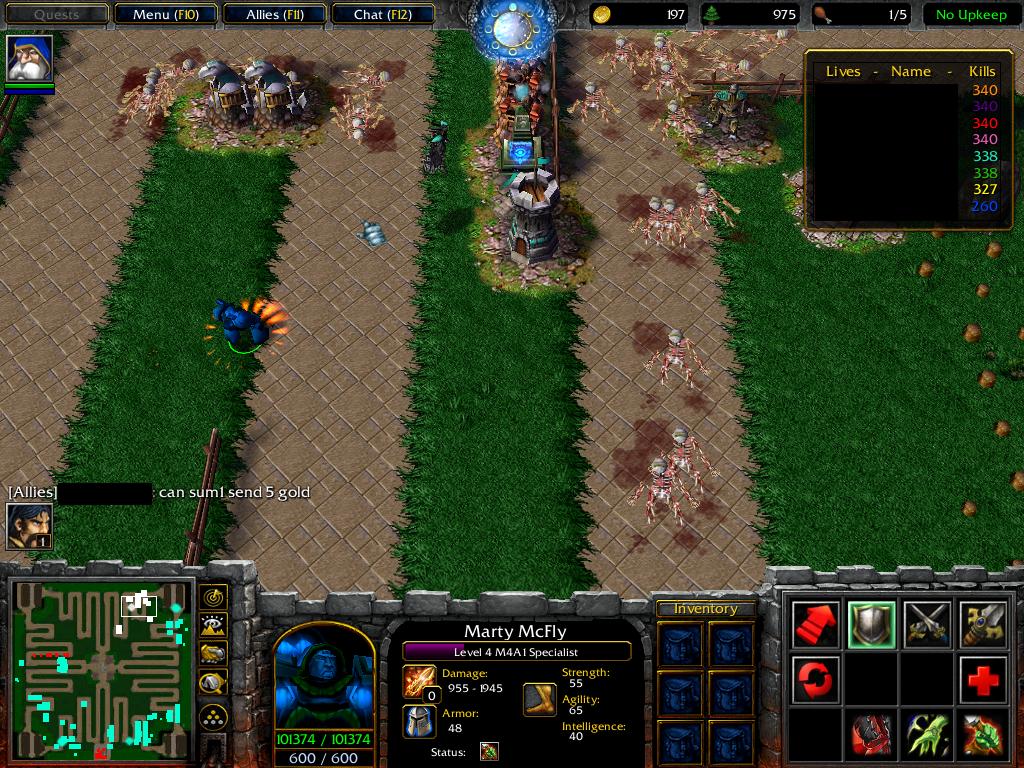 Quests
Menu (F10)
Allies (F11)
Chat (F12)
197
975
1/5
No Upkeep
Lives - Name - Kills
340
340
340
340
338
338
327
260
[Allies] : can sum1 send 5 gold
1
Marty McFly
Level 4 M4A1 Specialist
Damage:
955 - 1945
0
Armor:
48
Status:
Strength:
55
Agility:
65
Intelligence:
40
101374 / 101374
600 / 600
Inventory